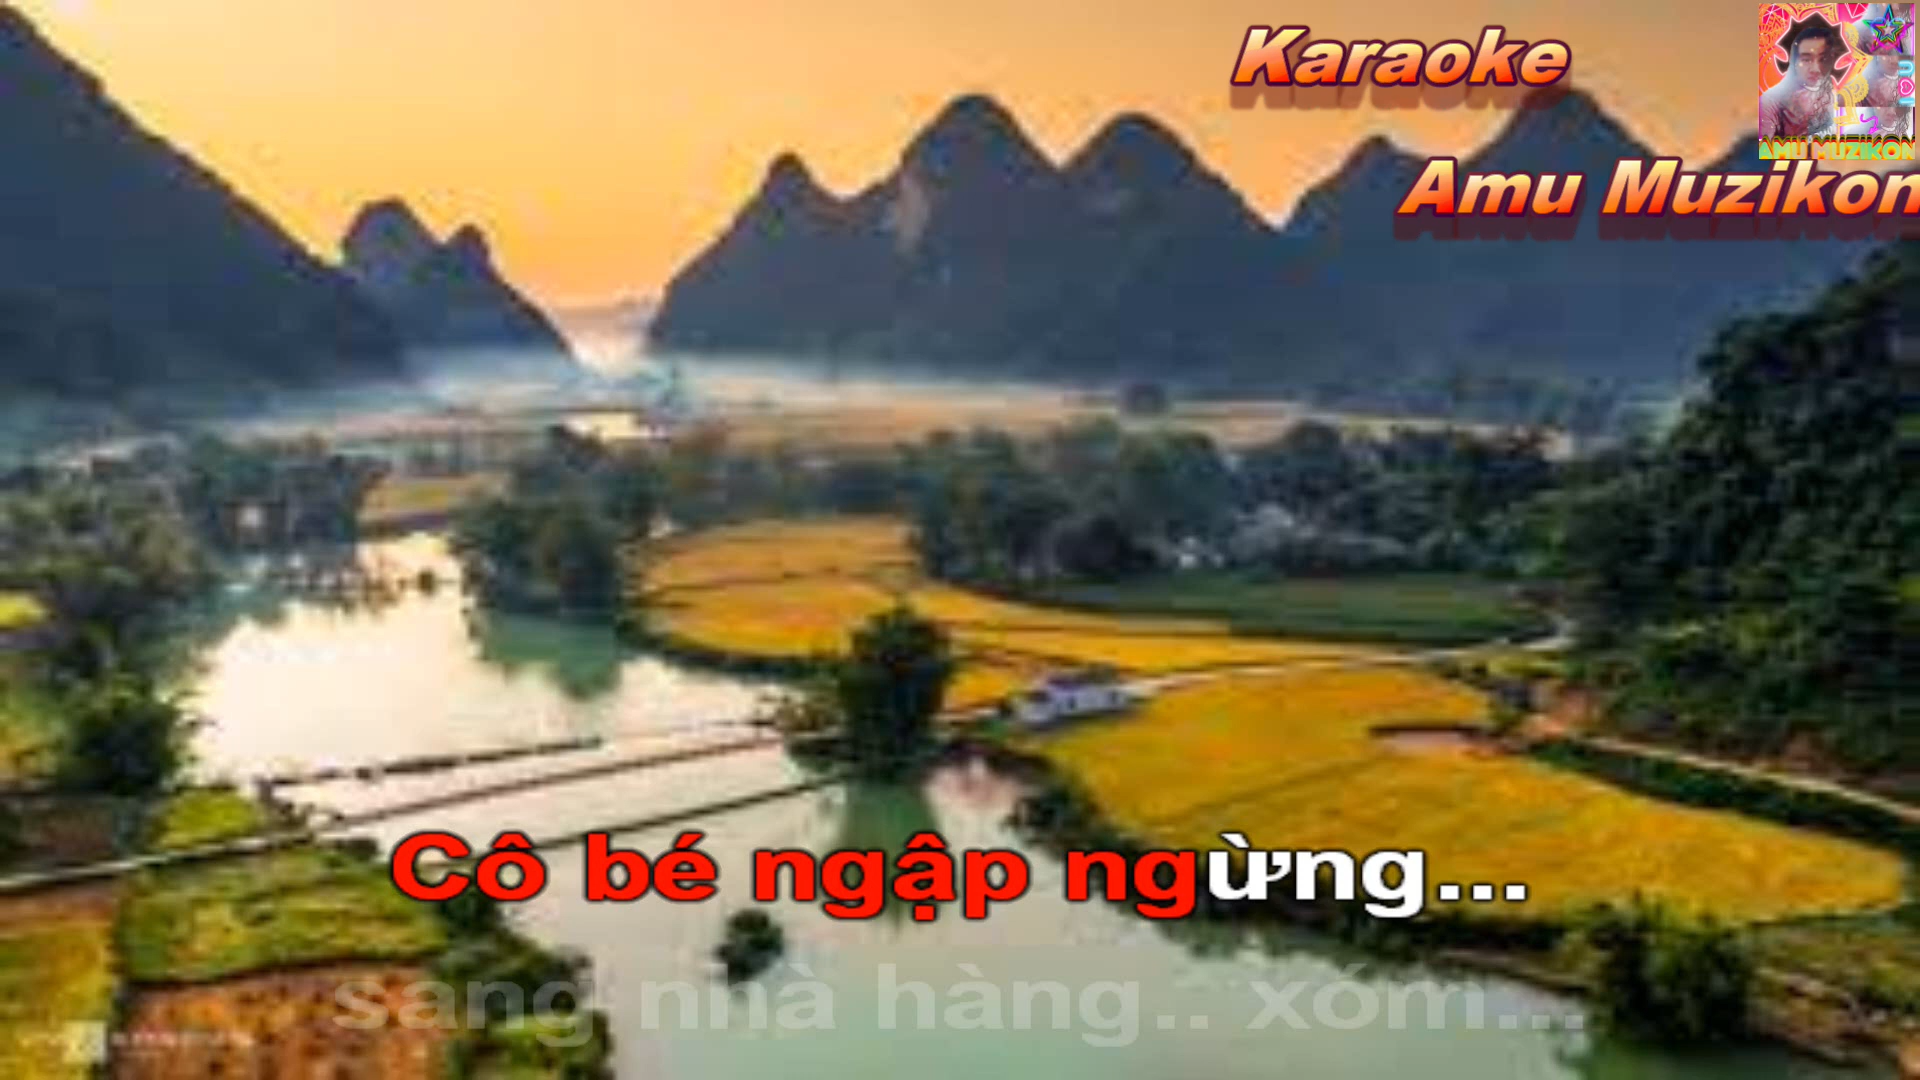 Karaoke
Amu Muzikon
AMU MUZIKON
Cô bé ngập ngừng...
sang nhà hàng.. xóm...